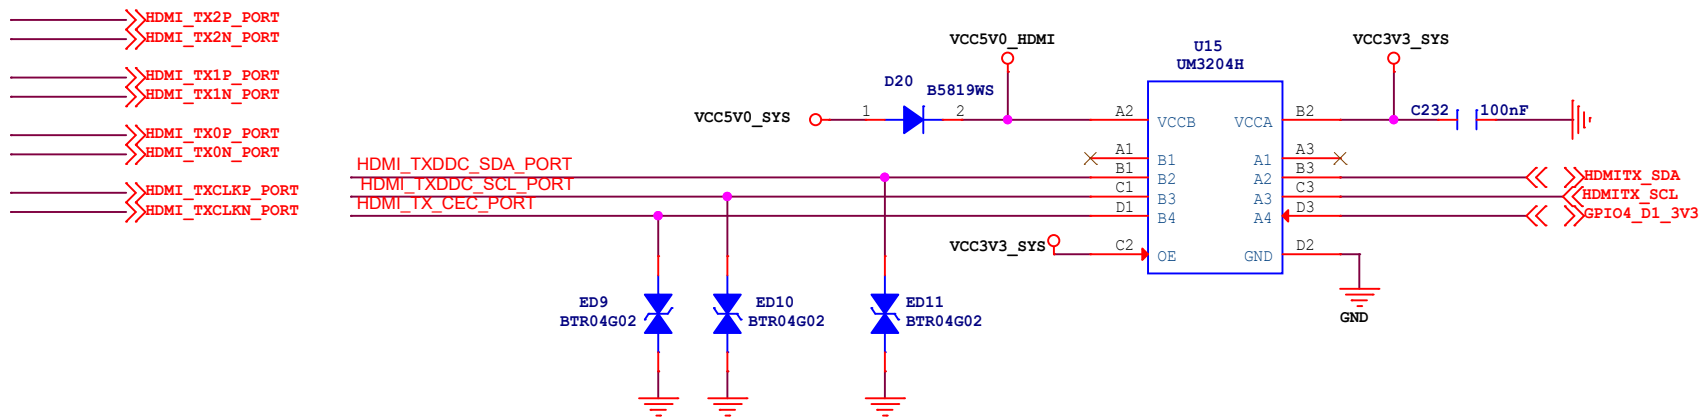 HDMI_TX2P_PORT
HDMI_TX2N_PORT
HDMI_TX1P_PORT
HDMI_TX1N_PORT
HDMI_TX0P_PORT
HDMI_TX0N_PORT
HDMI_TXCLKP_PORT
HDMI_TXCLKN_PORT
HDMI_TXDDC_SDA_PORT
HDMI_TXDDC_SCL_PORT
HDMI_TX_CEC_PORT
VCC5V0_SYS
1
D20
B5819WS
2
VCC5V0_HDMI
U15
UM3204H
VCC3V3_SYS
A2
VCCB
VCCA
B2
C232
100nF
A1
B1
A1
A3
B1
B2
A2
B3
HDMITX_SDA
C1
B3
A3
C3
HDMITX_SCL
D1
B4
A4
D3
GPIO4_D1_3V3
VCC3V3_SYS
C2
OE
GND
D2
GND
ED9
BTR04G02
ED10
BTR04G02
ED11
BTR04G02